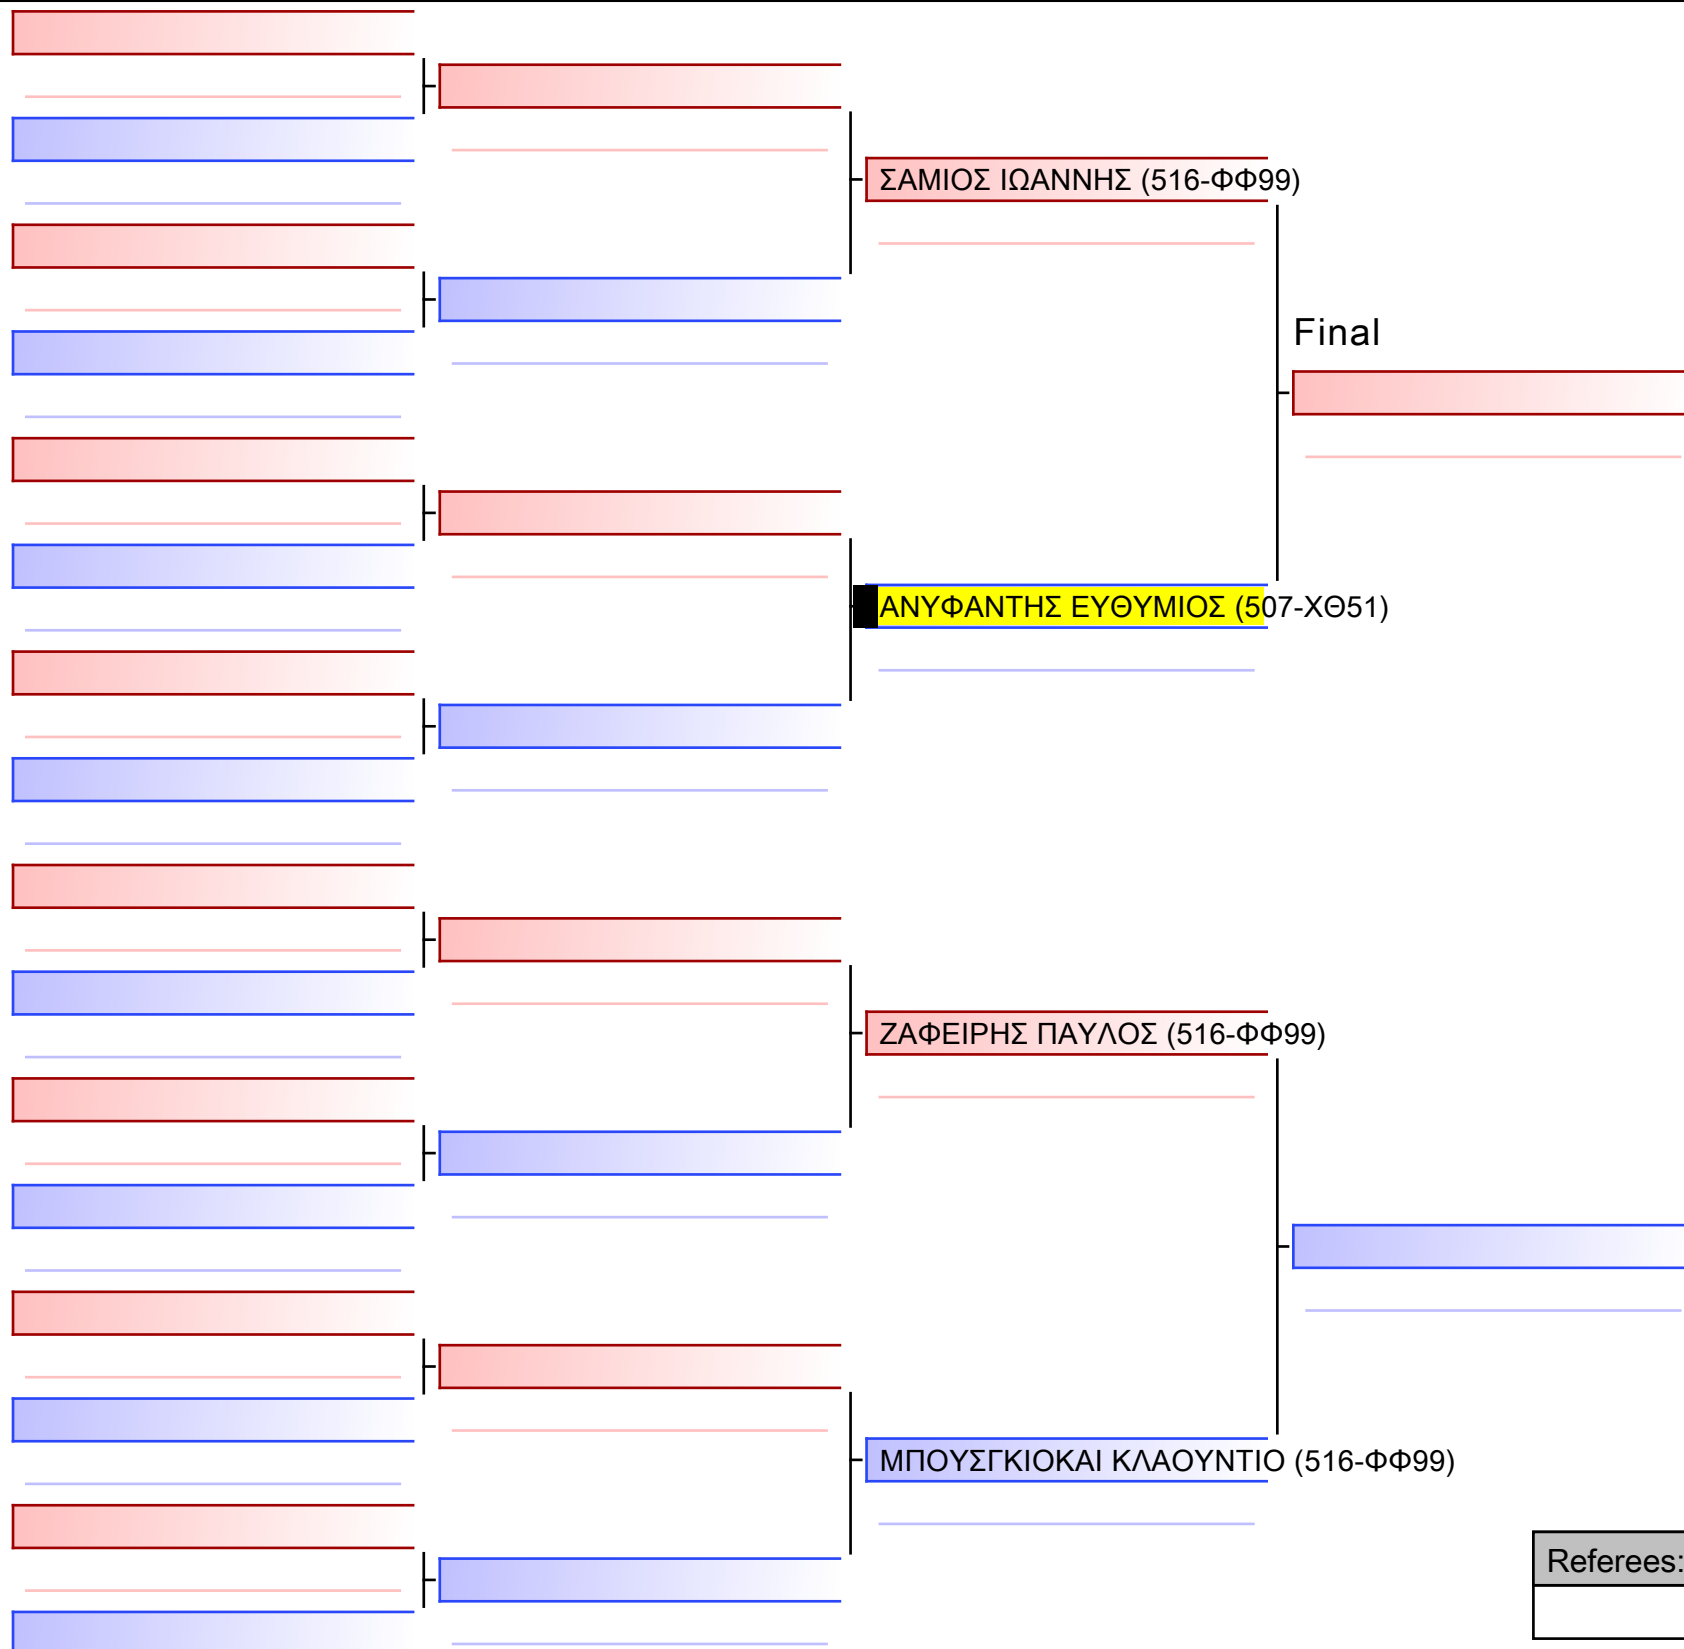 ΣΑΜΙΟΣ ΙΩΑΝΝΗΣ (516-ΦΦ99)
Final
ΑΝΥΦΑΝΤΗΣ ΕΥΘΥΜΙΟΣ (507-ΧΘ51)
ΖΑΦΕΙΡΗΣ ΠΑΥΛΟΣ (516-ΦΦ99)
ΜΠΟΥΣΓΚΙΟΚΑΙ ΚΛΑΟΥΝΤΙΟ (516-ΦΦ99)
Referees: